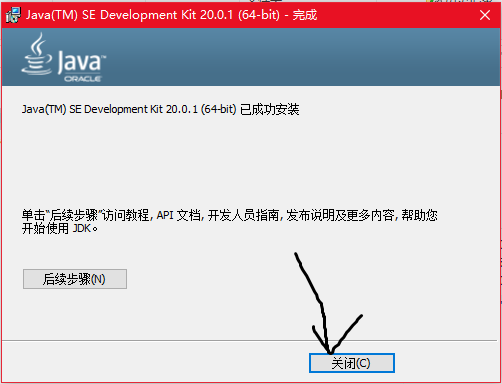 Java(TM) SE Development Kit 20.0.1 (64-bit) - 完成
Java
ORACLE
Java(TM) SE Development Kit 20.0.1 (64-bit) 已成功安装
单击“后续步骤”访问教程, API 文档, 开发人员指南, 发布说明及更多内容, 帮助您
开始使用 JDK。
后续步骤(N)
关闭(C)